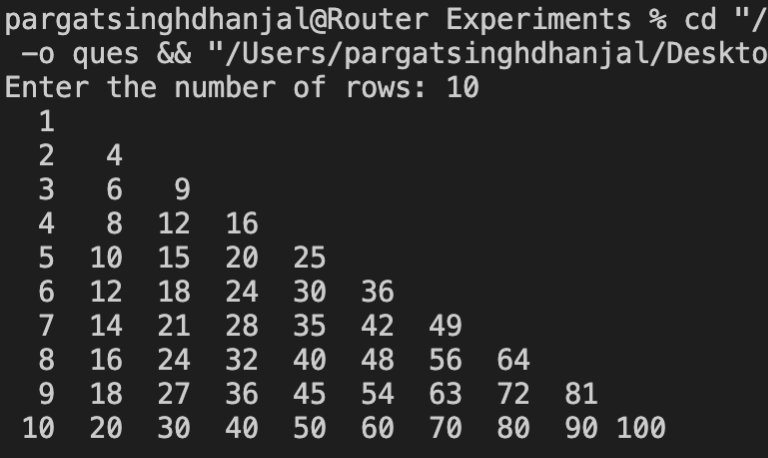 pargatsinghdhanjal@Router Experiments % cd "/
 -o ques && "/Users/pargatsinghdhanjal/Deskto
Enter the number of rows: 10
  1
  2   4
  3   6   9
  4   8  12  16
  5  10  15  20  25
  6  12  18  24  30  36
  7  14  21  28  35  42  49
  8  16  24  32  40  48  56  64
  9  18  27  36  45  54  63  72  81
 10  20  30  40  50  60  70  80  90 100